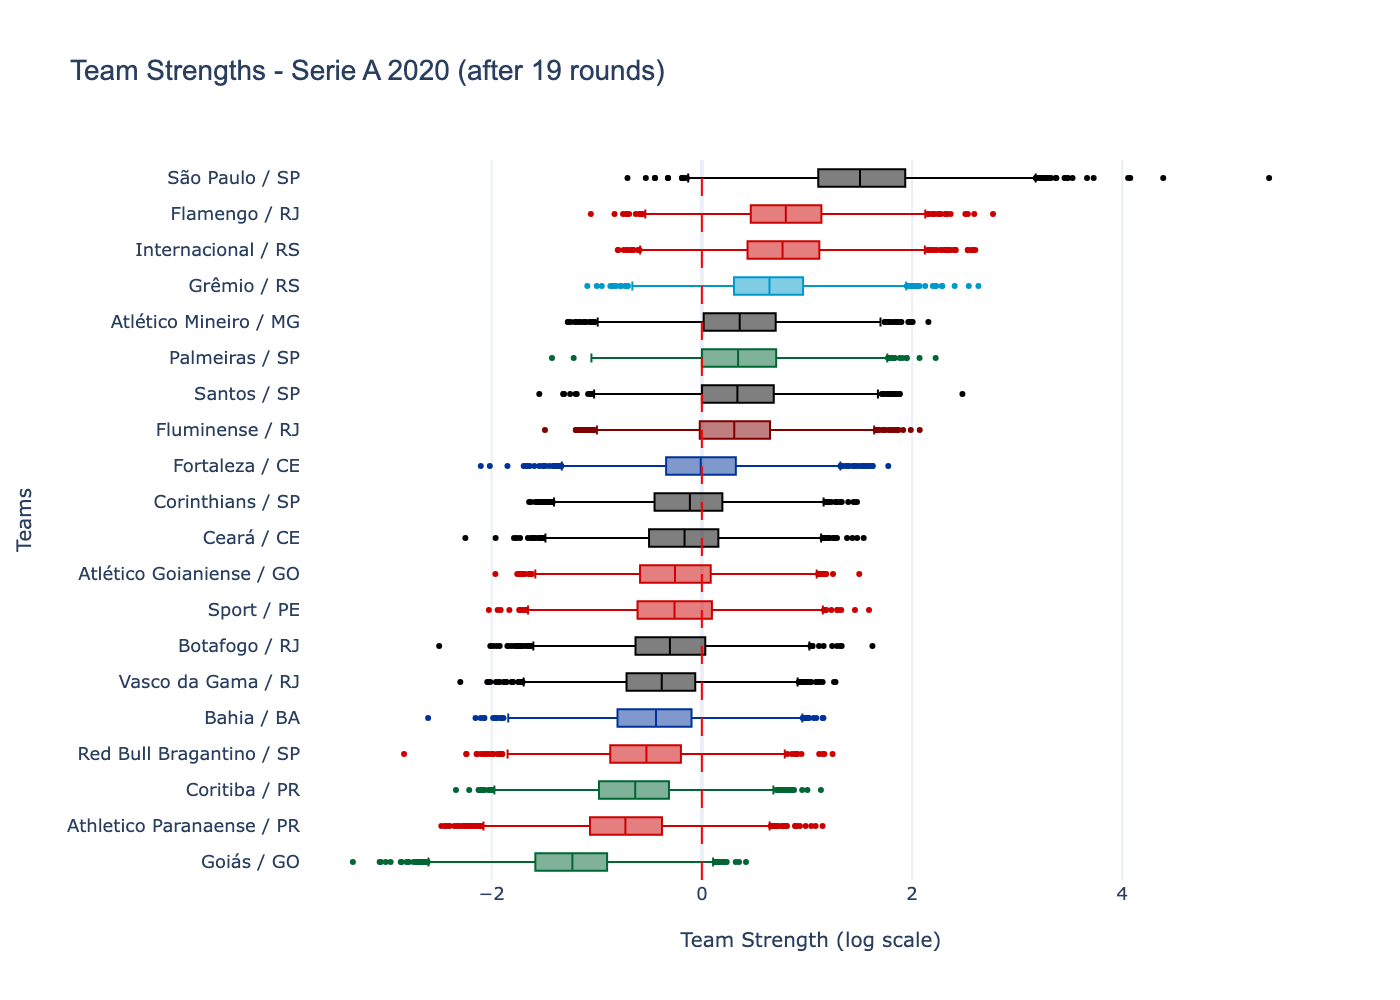 Team Strengths - Serie A 2020 (after 19 rounds)
Teams
São Paulo / SP
Flamengo / RJ
Internacional / RS
Grêmio / RS
Atlético Mineiro / MG
Palmeiras / SP
Santos / SP
Fluminense / RJ
Fortaleza / CE
Corinthians / SP
Ceará / CE
Atlético Goianiense / GO
Sport / PE
Botafogo / RJ
Vasco da Gama / RJ
Bahia / BA
Red Bull Bragantino / SP
Coritiba / PR
Athletico Paranaense / PR
Goiás / GO
−2 0 2 4
Team Strength (log scale)